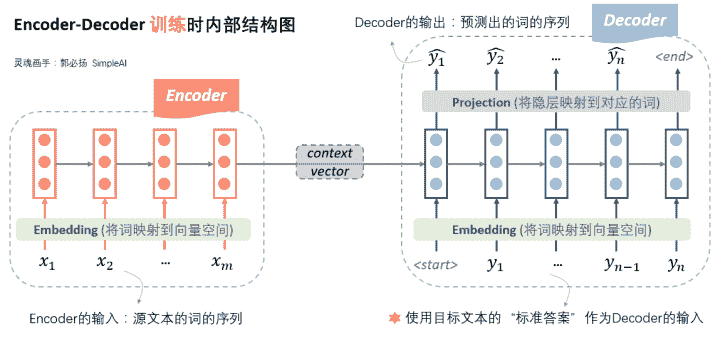 Encoder-Decoder 训练时内部结构图
灵魂画手：郭必扬 SimpleAI
Decoder的输出：预测出的词的序列
Decoder
ŷ₁ ŷ₂ ... ŷₙ <end>
Projection (将隐层映射到对应的词)
Encoder
context
vector
Embedding (将词映射到向量空间)
x₁ x₂ ... xₘ
Encoder的输入：源文本的词的序列
Embedding (将词映射到向量空间)
<start> y₁ ... yₙ₋₁ yₙ
使用目标文本的 “标准答案” 作为Decoder的输入